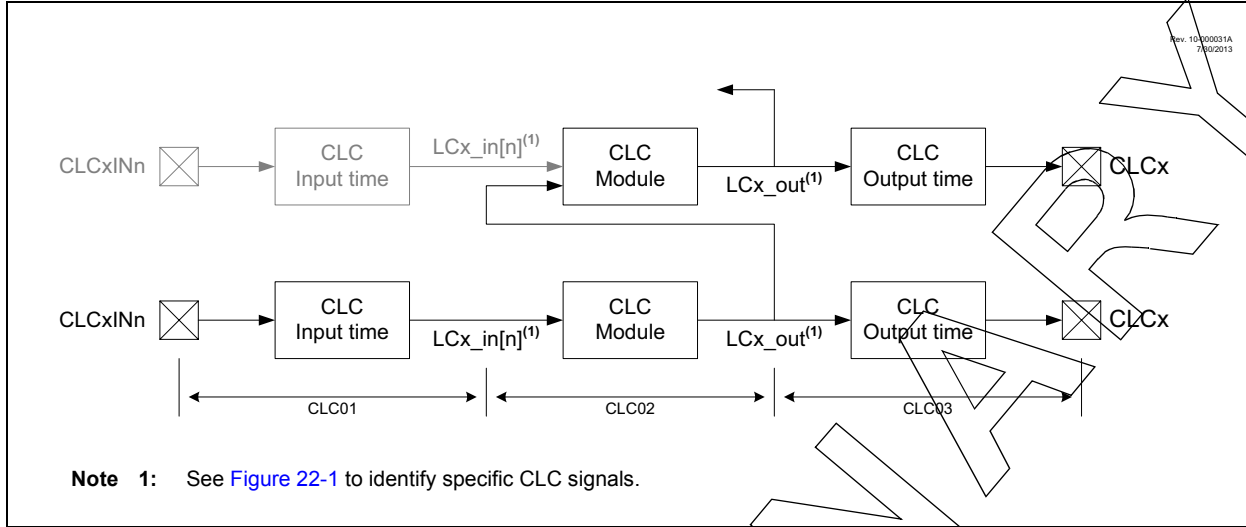 Rev. 10-000031A
7/30/2013
CLCxINn
CLC
Input time
LCx_in[n](1)
CLC
Module
LCx_out(1)
CLC
Output time
CLCx
CLCxINn
CLC
Input time
LCx_in[n](1)
CLC
Module
LCx_out(1)
CLC
Output time
CLCx
CLC01
CLC02
CLC03
Note 1: See Figure 22-1 to identify specific CLC signals.
NARY